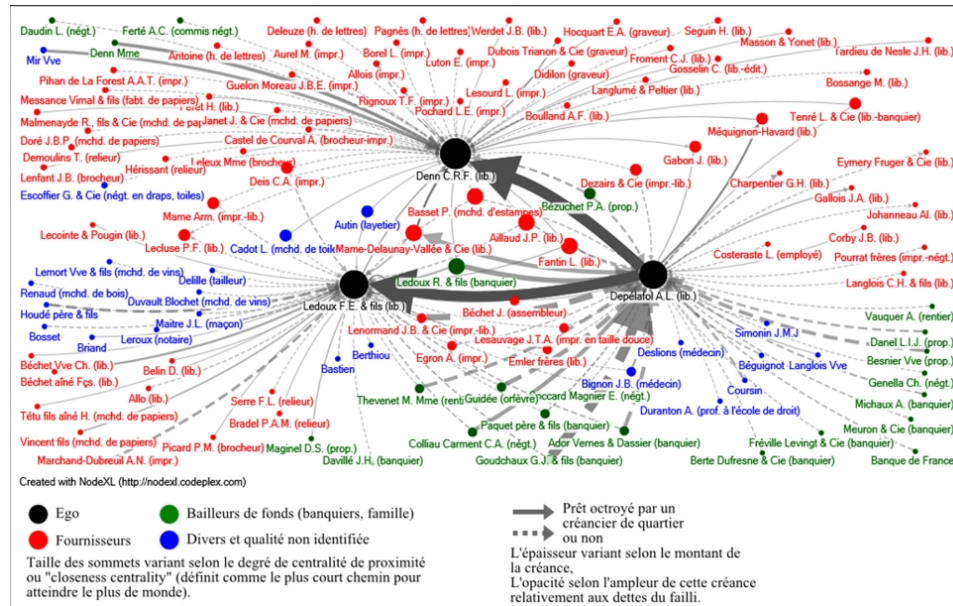 Daudin L. (négt.)
Ferté A.C. (commis négt.)
Deleuze (h. de lettres)
Pagnès (h. de lettres)
Werdet J.B. (lib.)
Hocquart E.A. (graveur)
Seguin H. (lib.)
Masson & Yonet (lib.)
Tardieu de Nesle J.H. (lib.)
Denn Mme
Antoine (h. de lettres)
Aurel M. (impr.)
Borel L. (impr.)
Luton E. (impr.)
Dubois Trianon & Cie (graveur)
Froment C.J. (lib.)
Gosselin C. (lib.-édit.)
Mir Vve
Pihan de La Forest A.A.T. (impr.)
Guelon Moreau J.B.E. (impr.)
Allois (impr.)
Didilon (graveur)
Langlumé & Peltier (lib.)
Bossange M. (lib.)
Messance Vimal & fils (fabt. de papiers)
Rignoux T.F. (impr.)
Lesourd L. (impr.)
Pochard L.E. (impr.)
Boulland A.F. (lib.)
Tenré L. & Cie (lib.-banquier)
Malmenayde R., fils & Cie (mchd. de
Janet J. & Cie (mchd. de papiers)
Méquignon-Havard (lib.)
Doré J.B.P (mchd. de papiers)
Castel de Courval A. (brocheur-impr.)
Demoulins T. (relieur)
Denn C.R.F. (lib.)
Gabon J. (lib.)
Eymery Fruger & Cie (lib.)
Lenfant J.B. (brocheur)
Hérissant (relieur)
Leleux Mme (brocheur)
Deis C.A. (impr.)
Dezairs & Cie (impr.-lib.)
Charpentier G.H. (lib.)
Escoffier G. & Cie (négt. en draps, toiles)
Bézuchet P.A. (prop.)
Gallois J.A. (lib.)
Mame Arm. (impr.-lib.)
Autin (layetier)
Basset P. (mchd. d'estampes)
Johanneau Al. (lib.)
Lecointe & Pougin (lib.)
Lecluse P.F. (lib.)
Cadot L. (mchd. de
Mame-Delaunay-Vallée & Cie (lib.)
Aillaud J.P. (lib.)
Fantin L. (lib.)
Corby J.B. (lib.)
Costeraste L. (employé)
Pourrat frères (impr.-négt.)
Lemort Vve & fils (mchd. de vins)
Delille (tailleur)
Ledoux R. & fils (banquier)
Langlois C.H. & fils (lib.)
Renaud (mchd. de bois)
Duvault Blochet (mchd. de vins)
Ledoux F.E. & fils (lib.)
Depélafol A.L. (lib.)
Houdé père & fils
Maitre J.L. (maçon)
Béchet J. (assembleur)
Vauquer A. (rentier)
Bosset
Leroux (notaire)
Lenormand J.B. & Cie (impr.-lib.)
Lesauvage J.T.A. (impr. en taille douce)
Simonin J.M.J
Danel L.I.J. (prop.)
Briand
Berthiou
Egron A. (impr.)
Emler frères (lib.)
Deslions (médecin)
Besnier Vve (prop.)
Béchet Vve Ch. (lib.)
Belin D. (lib.)
Bastien
Bignon J.B. (médecin)
Béguignot-Langlois Vve
Genella Ch. (négt.)
Béchet aîné Fçs. (lib.)
Allo (lib.)
Serre F.L. (relieur)
Thevenet M. Mme
Guidée (orfèvre)
Magnier E. (négt.)
Coursin
Michaux A. (banquier)
Têtu fils aîné H. (mchd. de papiers)
Bradel P.A.M. (relieur)
Paquet père & fils (banquier)
Duranton A. (prof. à l'école de droit)
Meuron & Cie (banquier)
Vincent fils (mchd. de papiers)
Picard P.M. (brocheur)
Maginel D.S. (prop.)
Colliau Carment C.A. (négt.)
Ador Vernes & Dassier (banquier)
Fréville Levingt & Cie (banquier)
Marchand-Dubreuil A.N. (impr.)
Davillé J.H. (banquier)
Goudchaux G.J. & fils (banquier)
Berte Dufresne & Cie (banquier)
Banque de France
Created with NodeXL (http://nodexl.codeplex.com)
Ego
Bailleurs de fonds (banquiers, famille)
Fournisseurs
Divers et qualité non identifiée
Taille des sommets variant selon le degré de centralité de proximité
ou "closeness centrality" (définit comme le plus court chemin pour
atteindre le plus de monde).
Prêt octroyé par un
créancier de quartier
ou non
L'épaisseur variant selon le montant de
la créance,
L'opacité selon l'ampleur de cette créance
relativement aux dettes du failli.